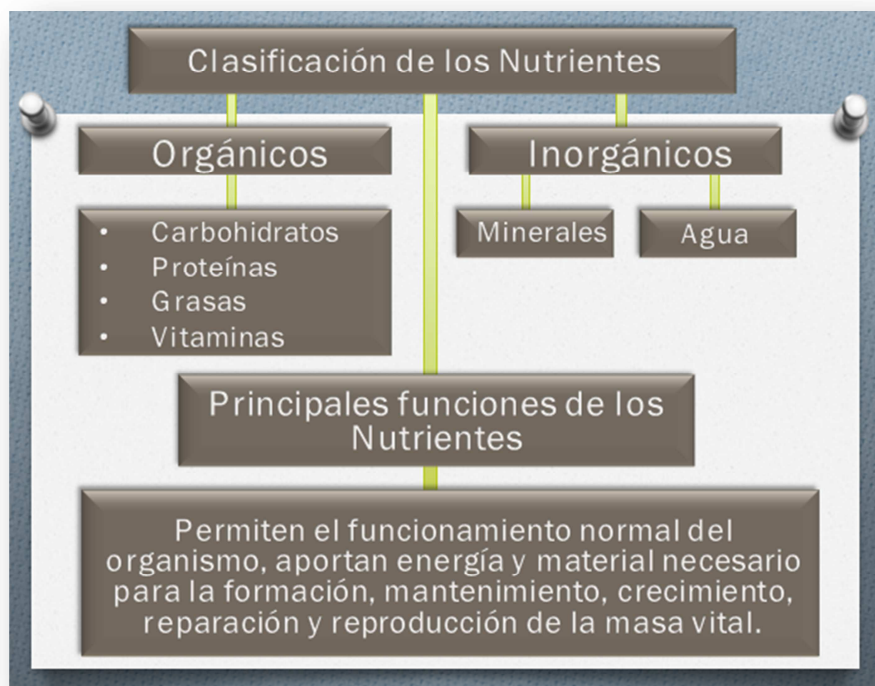 Clasificación de los Nutrientes
Orgánicos
Inorgánicos
• Carbohidratos
• Proteínas
• Grasas
• Vitaminas
Minerales
Agua
Principales funciones de los
Nutrientes
Permiten el funcionamiento normal del
organismo, aportan energía y material necesario
para la formación, mantenimiento, crecimiento,
reparación y reproducción de la masa vital.